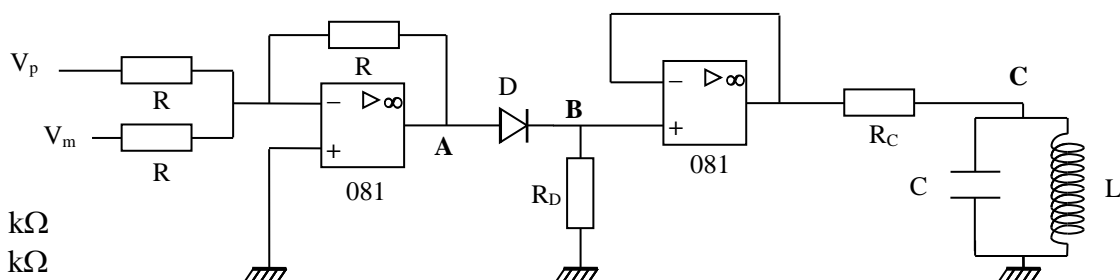 V_p
R
V_m
R
R
−
+
▷ ∞
081
A
D
B
R_D
−
+
▷ ∞
081
R_C
C
C
L
kΩ
kΩ